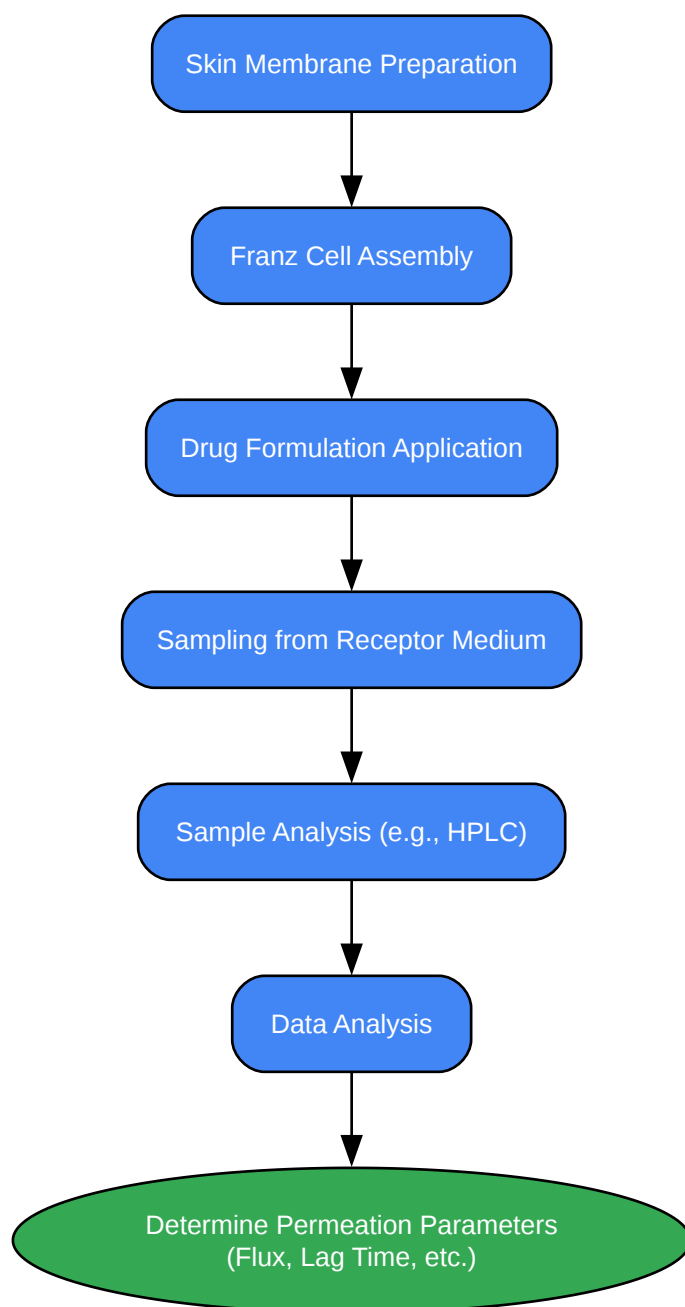 Skin Membrane Preparation
Franz Cell Assembly
Drug Formulation Application
Sampling from Receptor Medium
Sample Analysis (e.g., HPLC)
Data Analysis
Determine Permeation Parameters
(Flux, Lag Time, etc.)